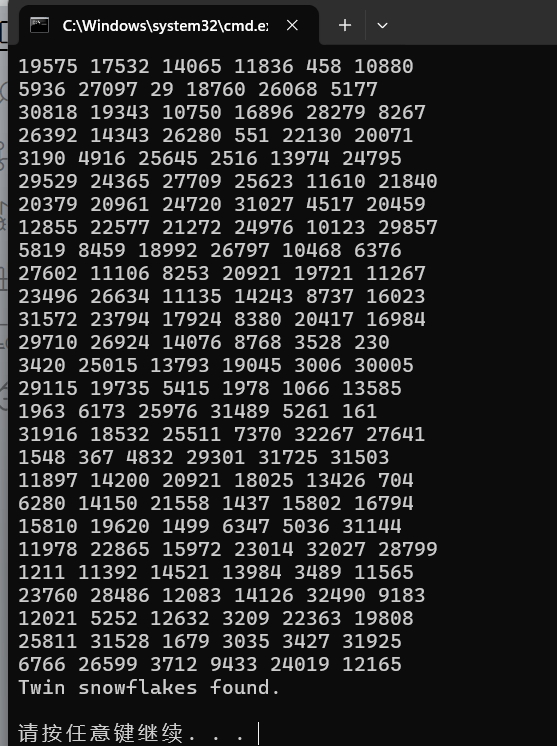 C:\Windows\system32\cmd.e
19575 17532 14065 11836 458 10880
5936 27097 29 18760 26068 5177
30818 19343 10750 16896 28279 8267
26392 14343 26280 551 22130 20071
3190 4916 25645 2516 13974 24795
29529 24365 27709 25623 11610 21840
20379 20961 24720 31027 4517 20459
12855 22577 21272 24976 10123 29857
5819 8459 18992 26797 10468 6376
27602 11106 8253 20921 19721 11267
23496 26634 11135 14243 8737 16023
31572 23794 17924 8380 20417 16984
29710 26924 14076 8768 3528 230
3420 25015 13793 19045 3006 30005
29115 19735 5415 1978 1066 13585
1963 6173 25976 31489 5261 161
31916 18532 25511 7370 32267 27641
1548 367 4832 29301 31725 31503
11897 14200 20921 18025 13426 704
6280 14150 21558 1437 15802 16794
15810 19620 1499 6347 5036 31144
11978 22865 15972 23014 32027 28799
1211 11392 14521 13984 3489 11565
23760 28486 12083 14126 32490 9183
12021 5252 12632 3209 22363 19808
25811 31528 1679 3035 3427 31925
6766 26599 3712 9433 24019 12165
Twin snowflakes found.
请按任意键继续. . .